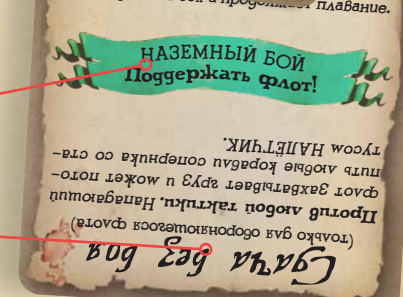 и продолжает плавание.
НАЗЕМНЫЙ БОЙ
Поддержать флот!
Сдача без боя
(только для обороняющегося флота)
Против любой тактики. Нападающий
флот захватывает груз и может пото-
пить любые корабли соперника со ста-
тусом НАЛЁТЧИК.